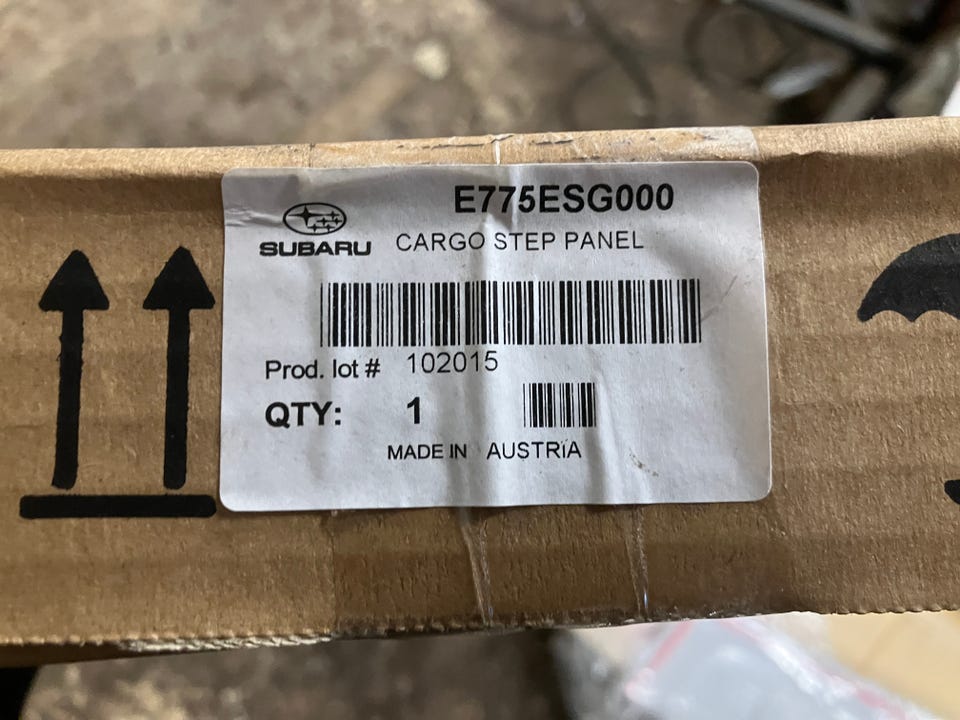 E775ESG000
SUBARU CARGO STEP PANEL
Prod. lot # 102015
QTY: 1
MADE IN AUSTRIA